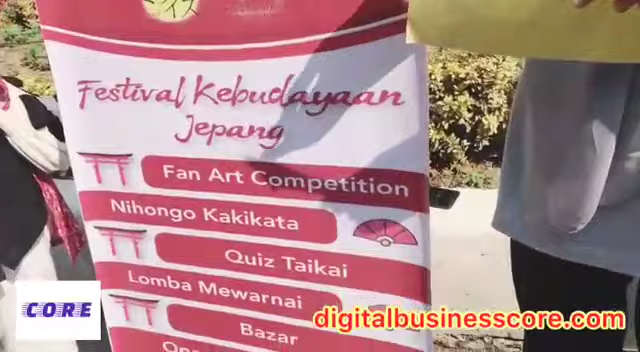 Festival Kebudayaan
Jepang
Fan Art Competition
Nihongo Kakikata
Quiz Taikai
Lomba Mewarnai
Bazar
CORE
digitalbusinesscore.com